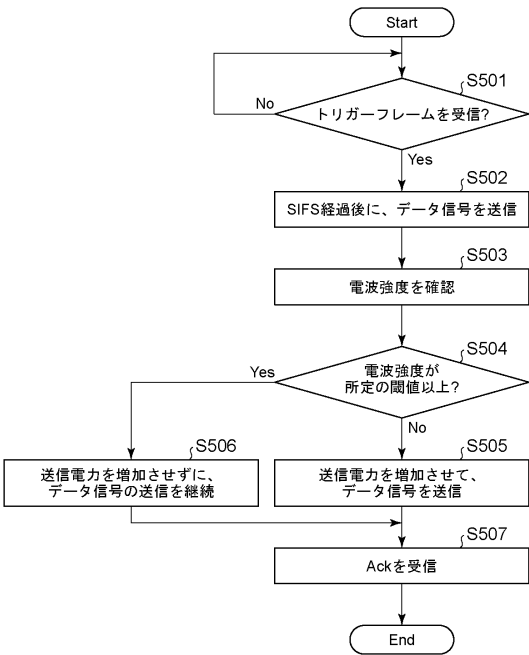 Start
S501
トリガーフレームを受信?
No
Yes
S502
SIFS経過後に、データ信号を送信
S503
電波強度を確認
S504
電波強度が
所定の閾値以上?
Yes
No
S506
送信電力を増加させずに、
データ信号の送信を継続
S505
送信電力を増加させて、
データ信号を送信
S507
Ackを受信
End